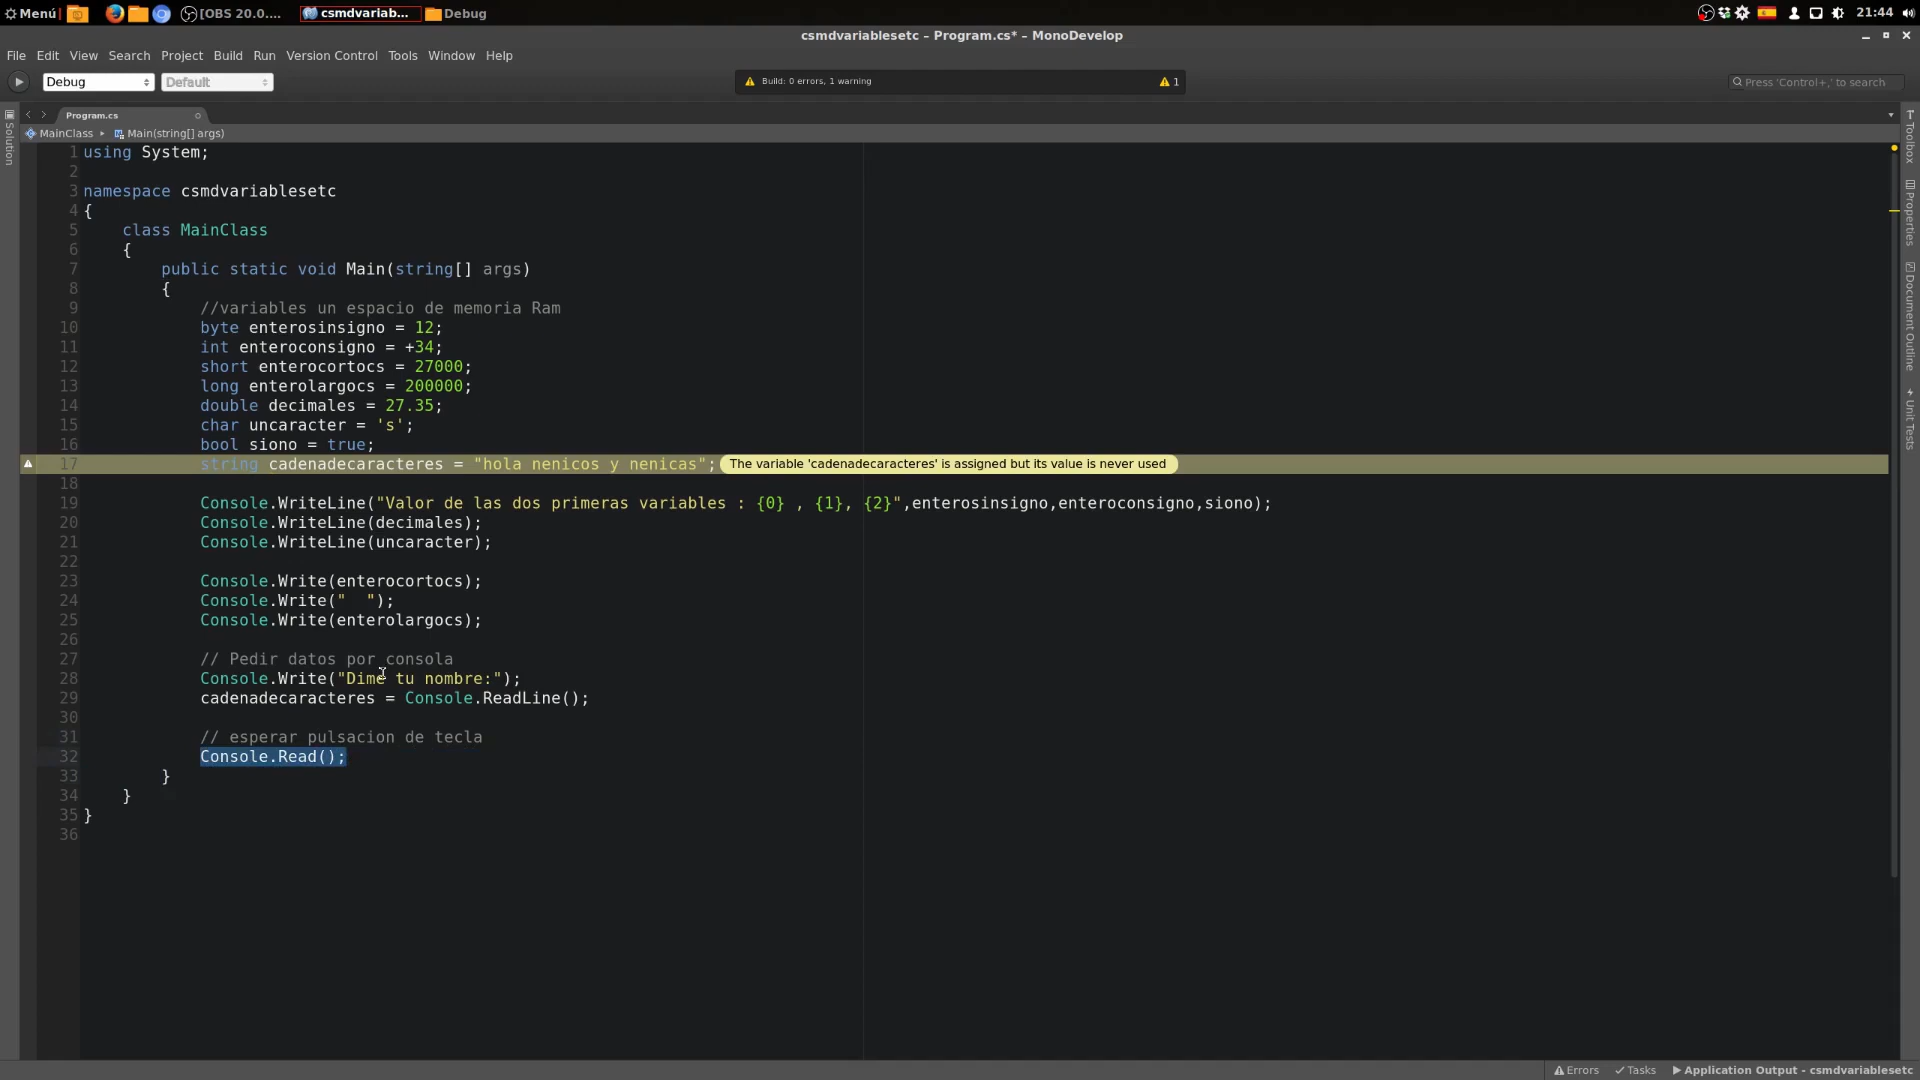 Menú [OBS 20.0.... csmdvariab... Debug 21:44
csmdvariablesetc – Program.cs* – MonoDevelop
File Edit View Search Project Build Run Version Control Tools Window Help
Debug Default Build: 0 errors, 1 warning 1 Press 'Control+,' to search
Program.cs
MainClass Main(string[] args)
1 using System;
2
3 namespace csmdvariablesetc
4 {
5 class MainClass
6 {
7 public static void Main(string[] args)
8 {
9 //variables un espacio de memoria Ram
10 byte enterosinsigno = 12;
11 int enteroconsigno = +34;
12 short enterocortocs = 27000;
13 long enterolargocs = 200000;
14 double decimales = 27.35;
15 char uncaracter = 's';
16 bool siono = true;
17 string cadenadecaracteres = "hola nenicos y nenicas"; The variable 'cadenadecaracteres' is assigned but its value is never used
18
19 Console.WriteLine("Valor de las dos primeras variables : {0} , {1}, {2}",enterosinsigno,enteroconsigno,siono);
20 Console.WriteLine(decimales);
21 Console.WriteLine(uncaracter);
22
23 Console.Write(enterocortocs);
24 Console.Write("  ");
25 Console.Write(enterolargocs);
26
27 // Pedir datos por consola
28 Console.Write("Dime tu nombre:");
29 cadenadecaracteres = Console.ReadLine();
30
31 // esperar pulsacion de tecla
32 Console.Read();
33 }
34 }
35 }
36
Solution
Toolbox
Properties
Document Outline
Unit Tests
Errors Tasks Application Output - csmdvariablesetc